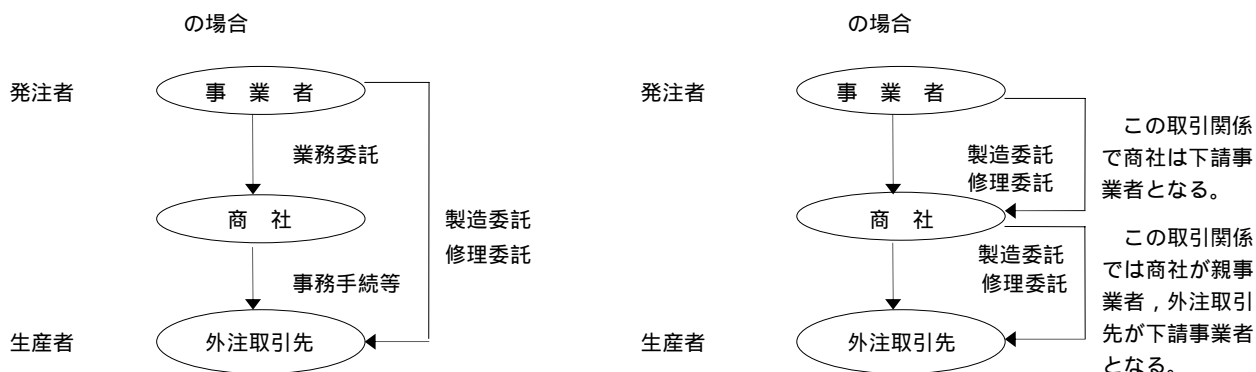 の場合
発注者
事 業 者
業務委託
商 社
製造委託
修理委託
事務手続等
生産者
外注取引先
の場合
発注者
事 業 者
製造委託
修理委託
この取引関係
で商社は下請事
業者となる。
商 社
製造委託
修理委託
この取引関係
では商社が親事
業者，外注取引
先が下請事業者
となる。
生産者
外注取引先